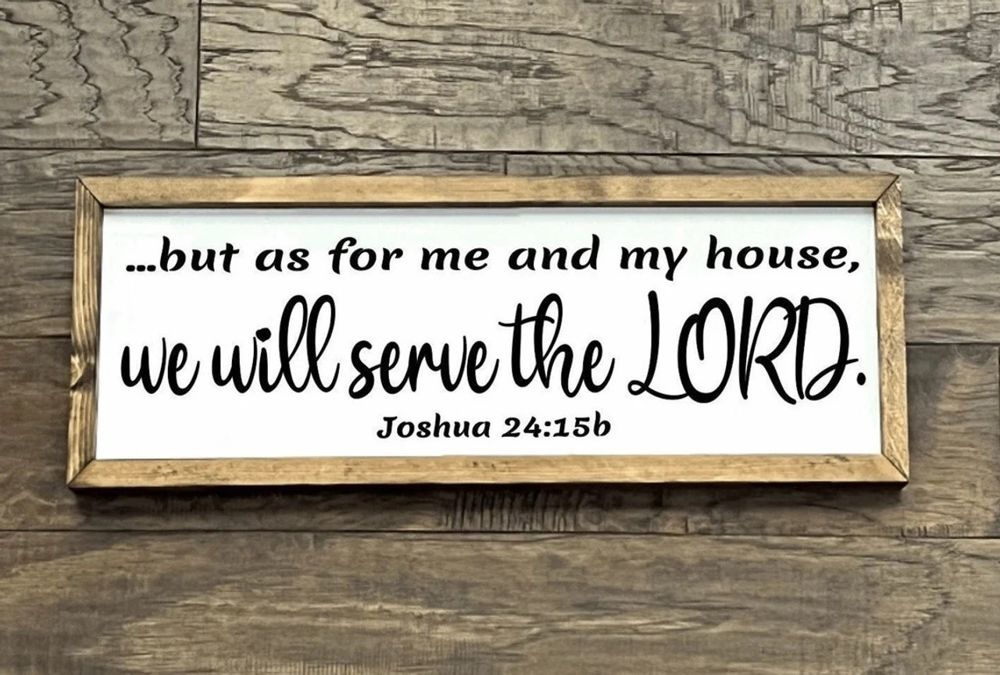 ...but as for me and my house,
we will serve the LORD.
Joshua 24:15b